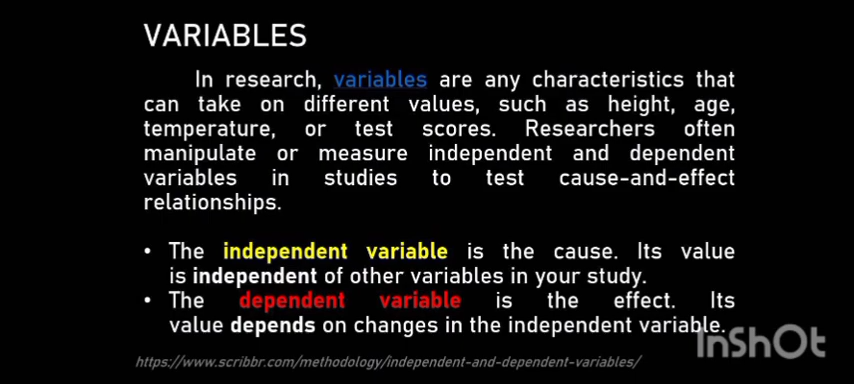 VARIABLES
In research, variables are any characteristics that
can take on different values, such as height, age,
temperature, or test scores. Researchers often
manipulate or measure independent and dependent
variables in studies to test cause-and-effect
relationships.
• The independent variable is the cause. Its value
is independent of other variables in your study.
• The dependent variable is the effect. Its
value depends on changes in the independent variable.
InShOt
https://www.scribbr.com/methodology/independent-and-dependent-variables/